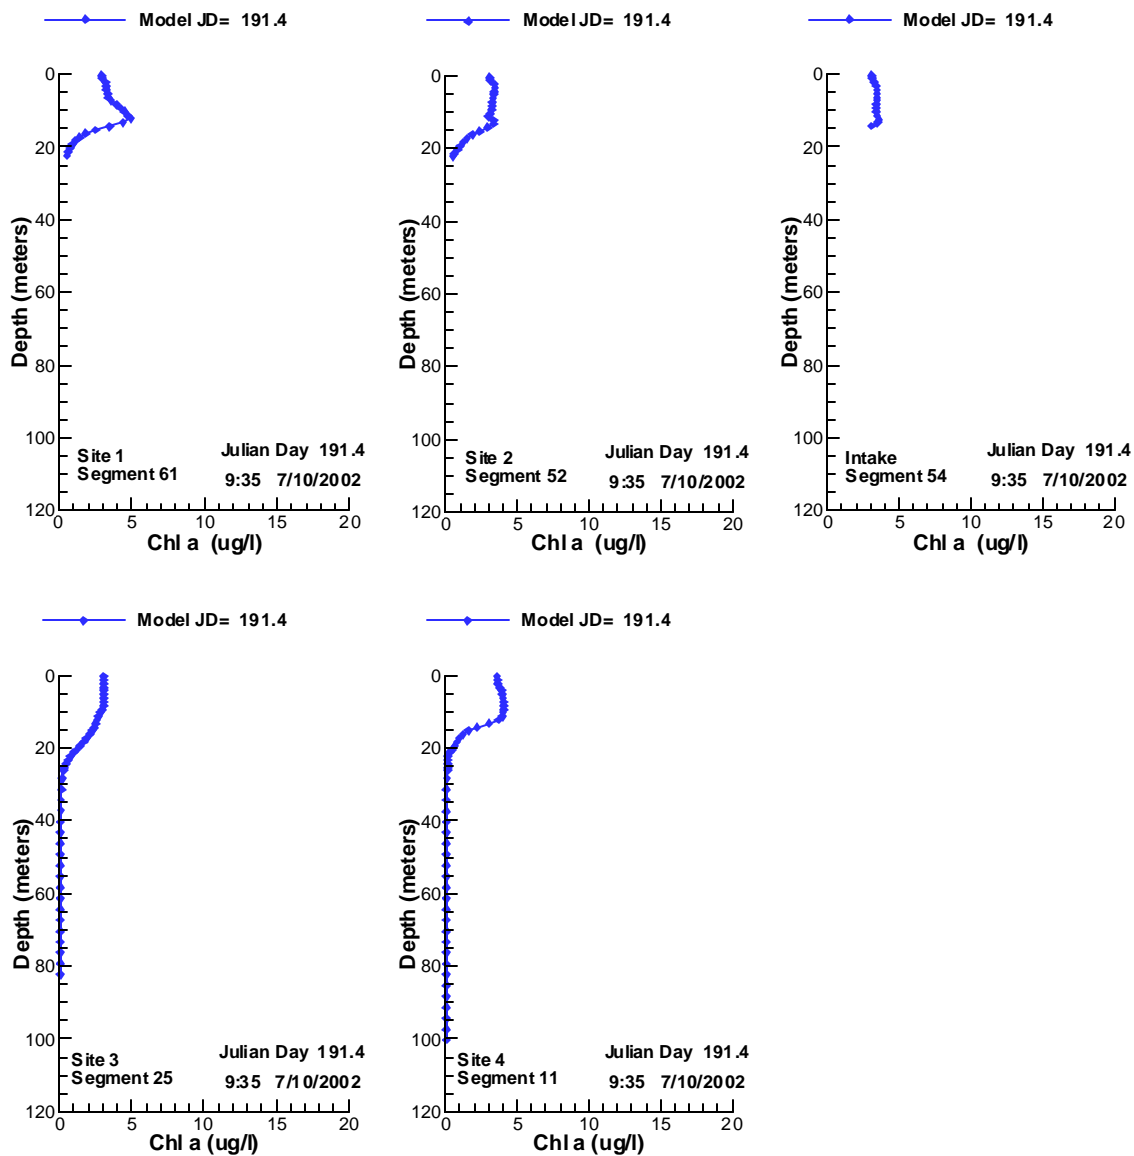 Model JD= 191.4
0
20
40
60
80
100
120
Depth (meters)
Site 1
Segment 61
Julian Day 191.4
9:35 7/10/2002
0 5 10 15 20
Chl a (ug/l)
Model JD= 191.4
0
20
40
60
80
100
120
Depth (meters)
Site 2
Segment 52
Julian Day 191.4
9:35 7/10/2002
0 5 10 15 20
Chl a (ug/l)
Model JD= 191.4
0
20
40
60
80
100
120
Depth (meters)
Intake
Segment 54
Julian Day 191.4
9:35 7/10/2002
0 5 10 15 20
Chl a (ug/l)
Model JD= 191.4
0
20
40
60
80
100
120
Depth (meters)
Site 3
Segment 25
Julian Day 191.4
9:35 7/10/2002
0 5 10 15 20
Chl a (ug/l)
Model JD= 191.4
0
20
40
60
80
100
120
Depth (meters)
Site 4
Segment 11
Julian Day 191.4
9:35 7/10/2002
0 5 10 15 20
Chl a (ug/l)